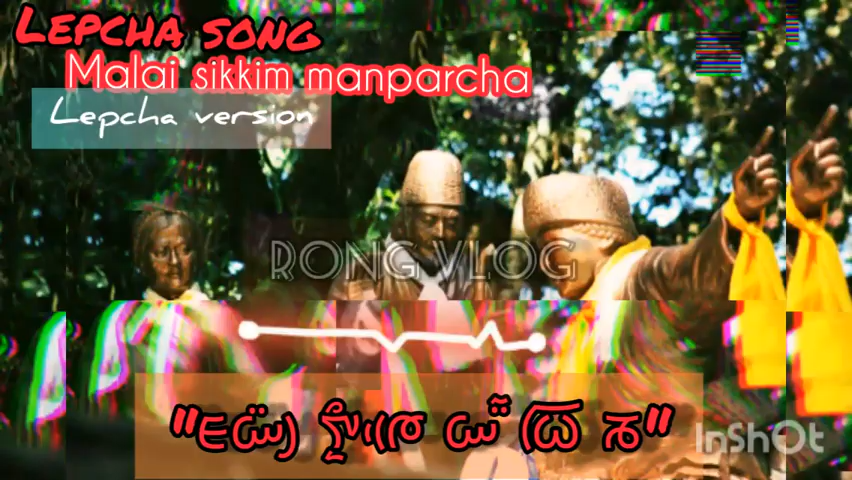 LEPCHA SONG
Malai sikkim manparcha
Lepcha version
RONG VLOG
InShOt